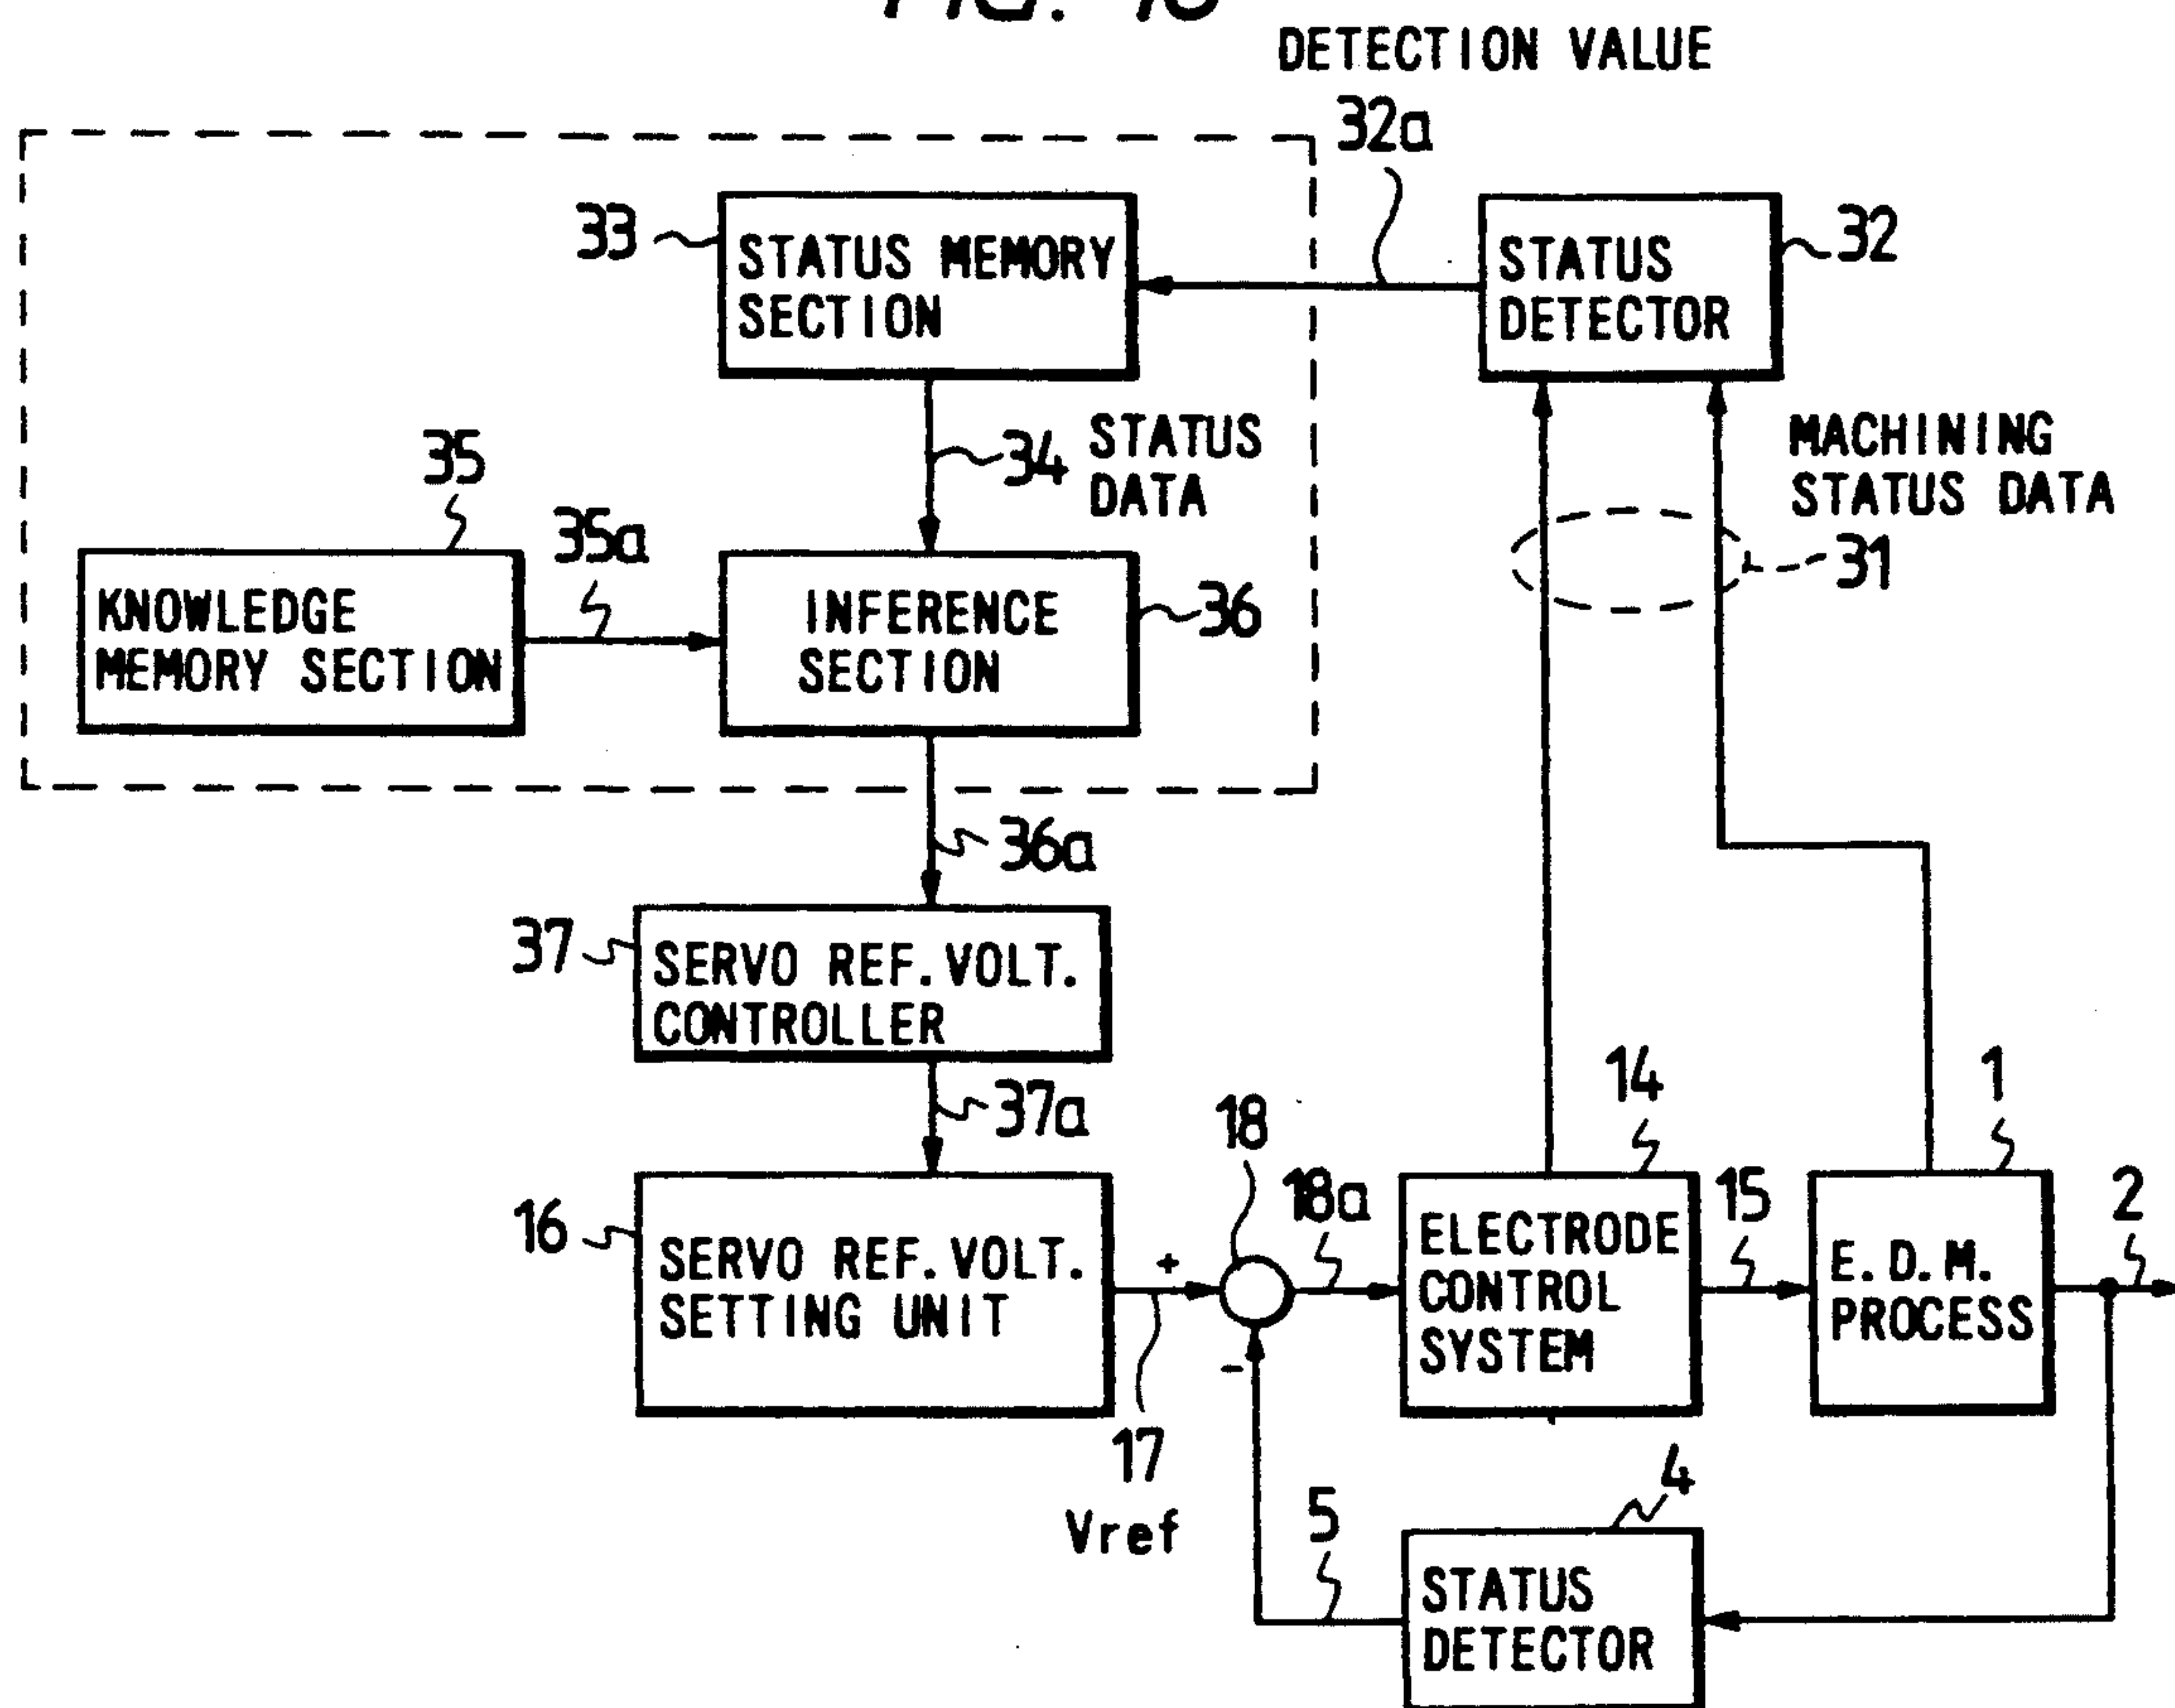 DETECTION VALUE
32a
33
STATUS MEMORY
SECTION
STATUS
DETECTOR
32
34
STATUS
DATA
MACHINING
STATUS DATA
31
35
35a
KNOWLEDGE
MEMORY SECTION
INFERENCE
SECTION
36
36a
37
SERVO REF.VOLT.
CONTROLLER
37a
16
SERVO REF.VOLT.
SETTING UNIT
+
-
17
Vref
18
18a
14
ELECTRODE
CONTROL
SYSTEM
15
1
E.D.M.
PROCESS
2
5
4
STATUS
DETECTOR